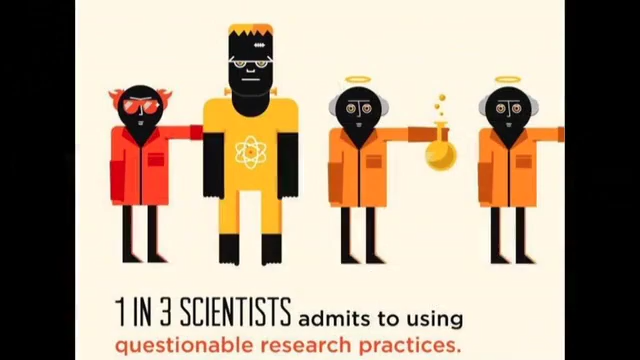 1 IN 3 SCIENTISTS admits to using
questionable research practices.